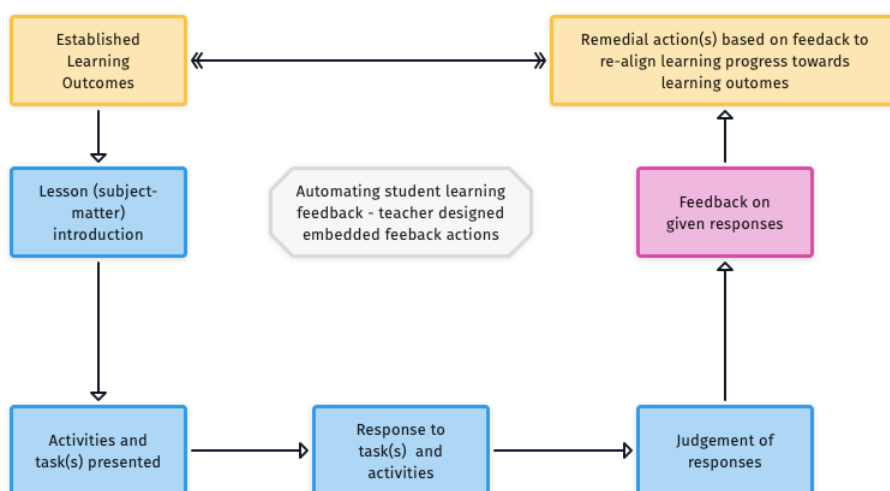 Established
Learning
Outcomes
Remedial action(s) based on feedack to
re-align learning progress towards
learning outomes
Lesson (subject-
matter)
introduction
Automating student learning
feedback - teacher designed
embedded feeback actions
Feedback on
given responses
Activities and
task(s) presented
Response to
task(s) and
activities
Judgement of
responses